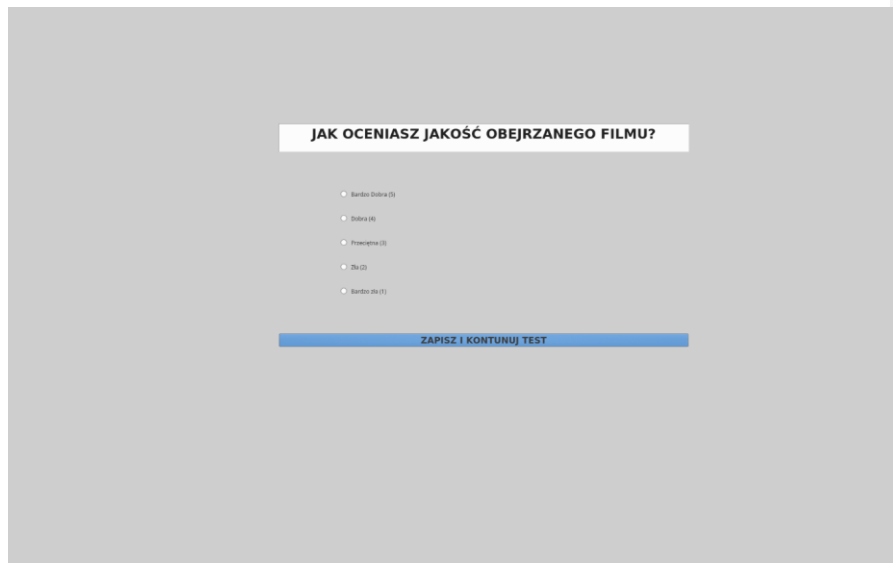 JAK OCENIASZ JAKOŚĆ OBEJRZANEGO FILMU?
Bardzo Dobra (5)
Dobra (4)
Przeciętna (3)
Zła (2)
Bardzo zła (1)
ZAPISZ I KONTUNUJ TEST